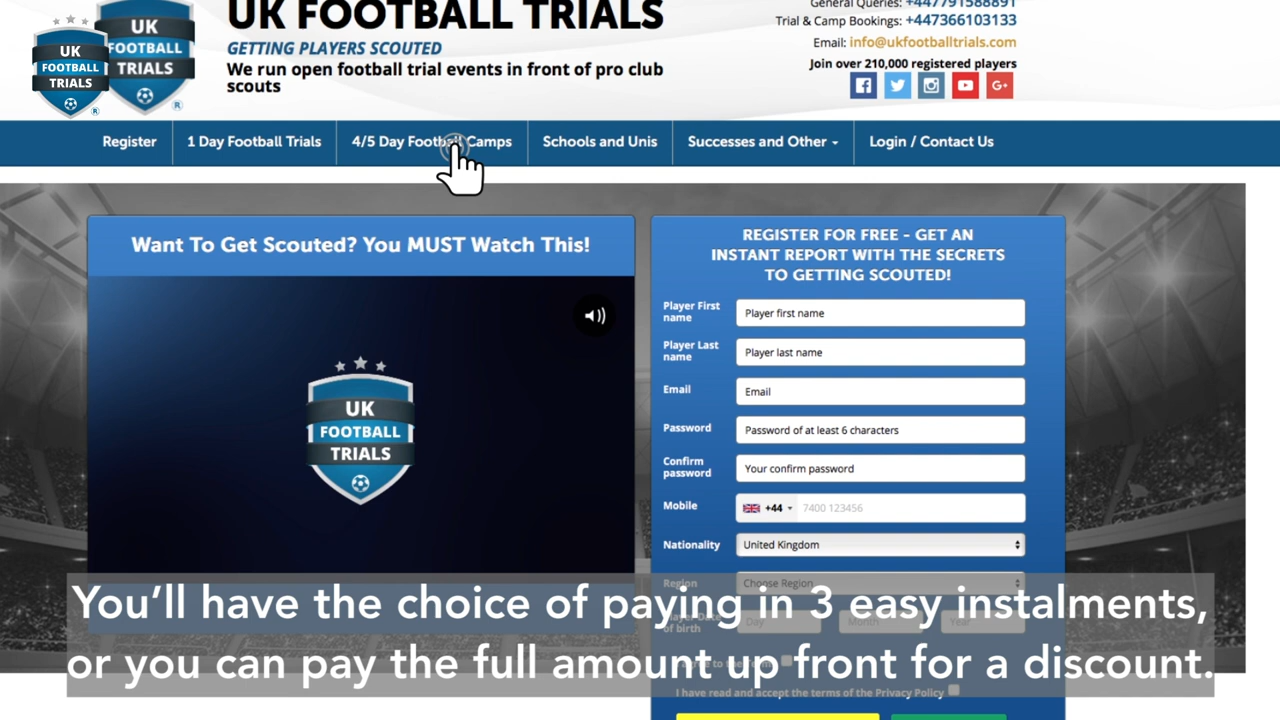 UK FOOTBALL TRIALS
GETTING PLAYERS SCOUTED
We run open football trial events in front of pro club
scouts
UK
FOOTBALL
TRIALS
®
UK
FOOTBALL
TRIALS
®
General Queries: +447791588891
Trial & Camp Bookings: +447366103133
Email: info@ukfootballtrials.com
Join over 210,000 registered players
G+
Register
1 Day Football Trials
4/5 Day Football Camps
Schools and Unis
Successes and Other
Login / Contact Us
Want To Get Scouted? You MUST Watch This!
UK
FOOTBALL
TRIALS
REGISTER FOR FREE - GET AN
INSTANT REPORT WITH THE SECRETS
TO GETTING SCOUTED!
Player First
name
Player first name
Player Last
name
Player last name
Email
Email
Password
Password of at least 6 characters
Confirm
password
Your confirm password
Mobile
+44
7400 123456
Nationality
United Kingdom
Region
Choose Region
of birth
Day
Month
Year
I have read and accept the terms of the Privacy Policy
You'll have the choice of paying in 3 easy instalments,
or you can pay the full amount up front for a discount.